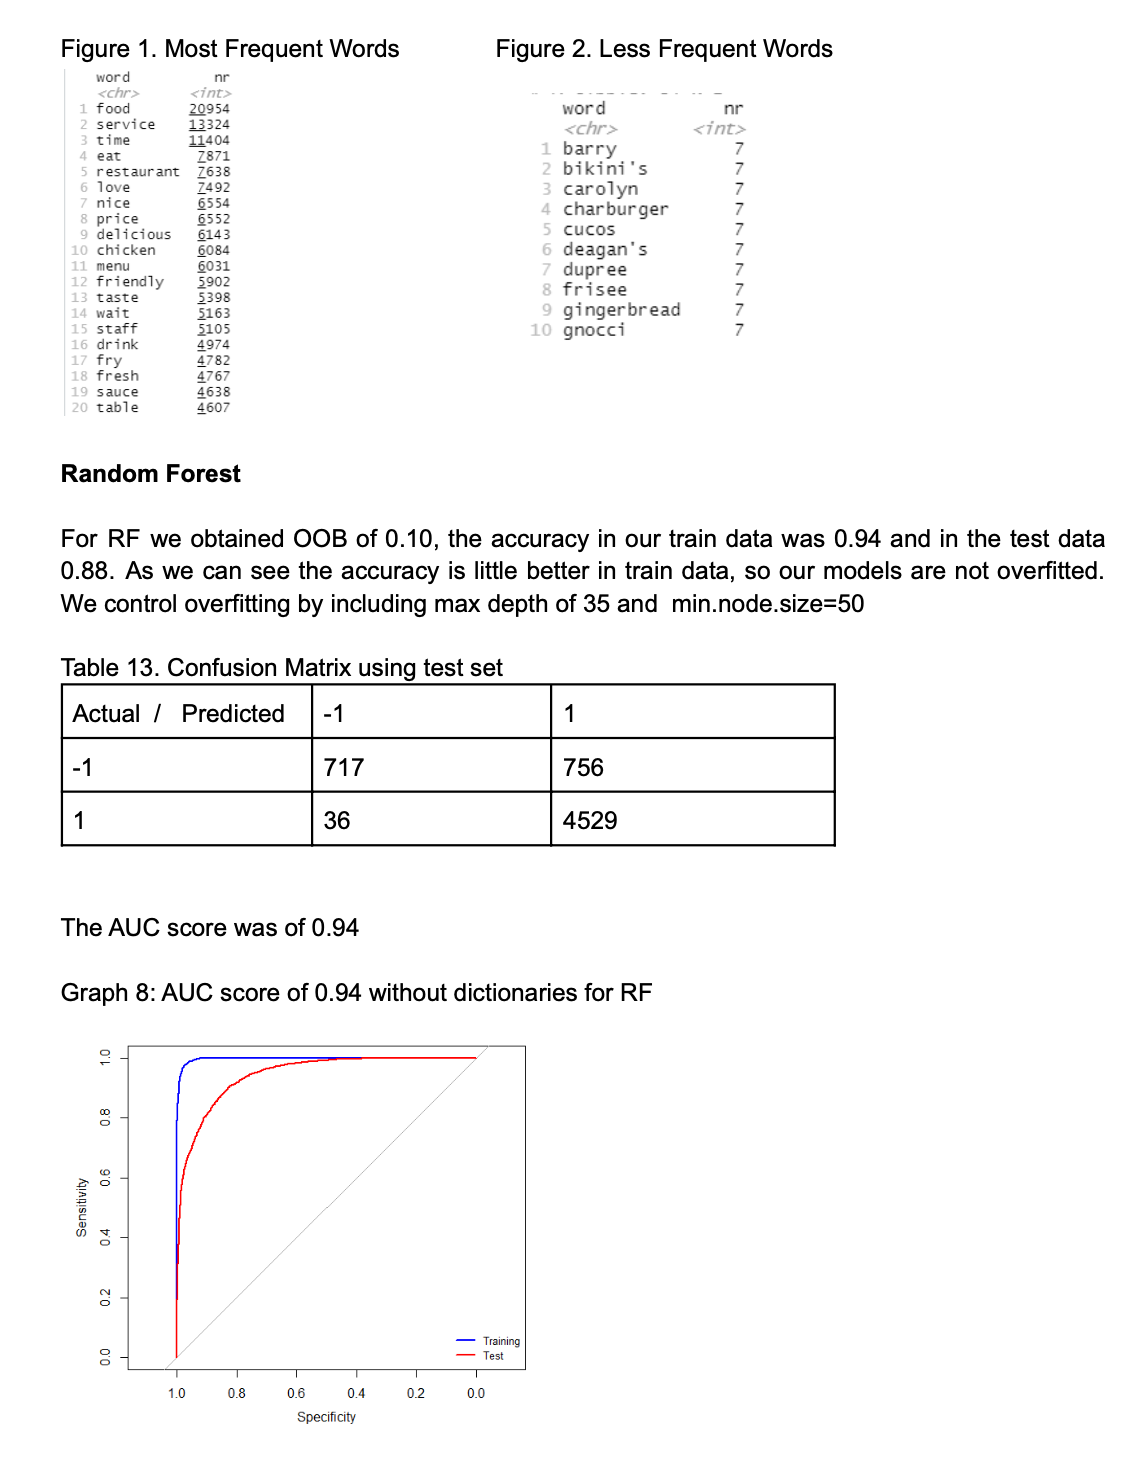 Figure 1. Most Frequent Words
word nr
<chr> <int>
1 food 20954
2 service 13324
3 time 11404
4 eat 7871
5 restaurant 7638
6 love 7492
7 nice 6554
8 price 6552
9 delicious 6143
10 chicken 6084
11 menu 6031
12 friendly 5902
13 taste 5398
14 wait 5163
15 staff 5105
16 drink 4974
17 fry 4782
18 fresh 4767
19 sauce 4638
20 table 4607
Figure 2. Less Frequent Words
word nr
<chr> <int>
1 barry 7
2 bikini's 7
3 carolyn 7
4 charburger 7
5 cucos 7
6 deagan's 7
7 dupree 7
8 frisee 7
9 gingerbread 7
10 gnocci 7
Random Forest
For RF we obtained OOB of 0.10, the accuracy in our train data was 0.94 and in the test data
0.88. As we can see the accuracy is little better in train data, so our models are not overfitted.
We control overfitting by including max depth of 35 and min.node.size=50
Table 13. Confusion Matrix using test set
Actual / Predicted -1 1
-1 717 756
1 36 4529
The AUC score was of 0.94
Graph 8: AUC score of 0.94 without dictionaries for RF
1.0
0.8
0.6
0.4
0.2
0.0
Sensitivity
Training
Test
1.0 0.8 0.6 0.4 0.2 0.0
Specificity